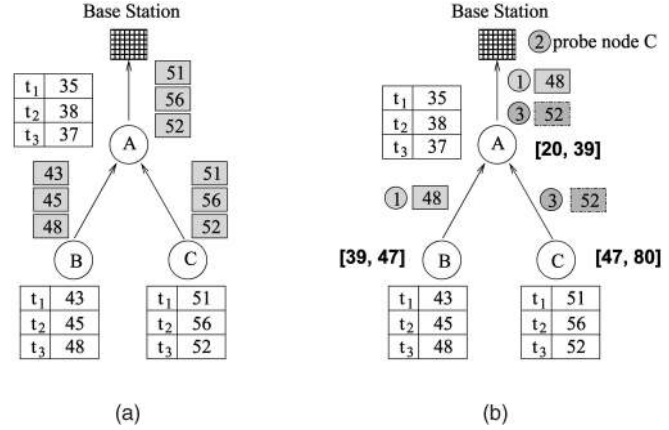 Base Station
51
56
52
t1 35
t2 38
t3 37
A
43
45
48
51
56
52
B
C
t1 43
t2 45
t3 48
t1 51
t2 56
t3 52
(a)
Base Station
2 probe node C
1 48
3 52
t1 35
t2 38
t3 37
A
[20, 39]
1 48
3 52
[39, 47]
B
C
[47, 80]
t1 43
t2 45
t3 48
t1 51
t2 56
t3 52
(b)